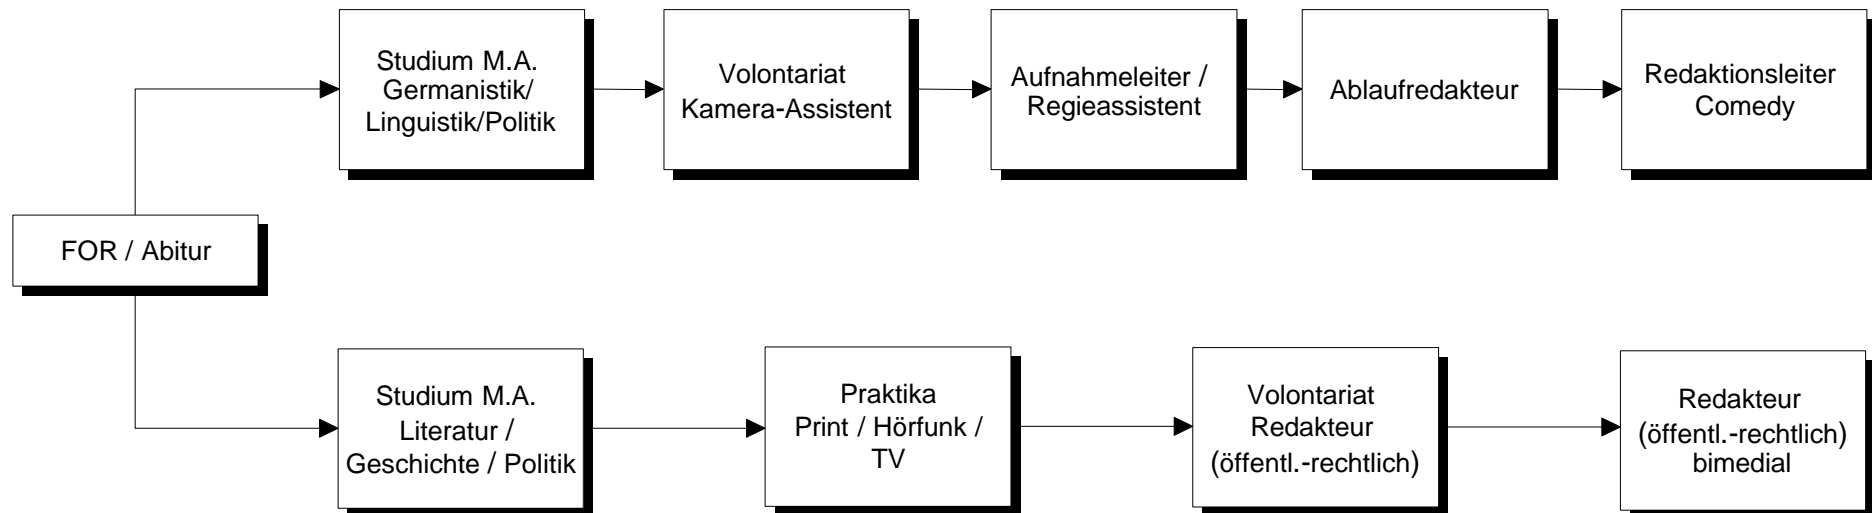 Studium M.A.
Germanistik/
Linguistik/Politik
Volontariat
Kamera-Assistent
Aufnahmeleiter /
Regieassistent
Ablaufredakteur
Redaktionsleiter
Comedy
FOR / Abitur
Studium M.A.
Literatur /
Geschichte / Politik
Praktika
Print / Hörfunk /
TV
Volontariat
Redakteur
(öffentl.-rechtlich)
Redakteur
(öffentl.-rechtlich)
bimedial